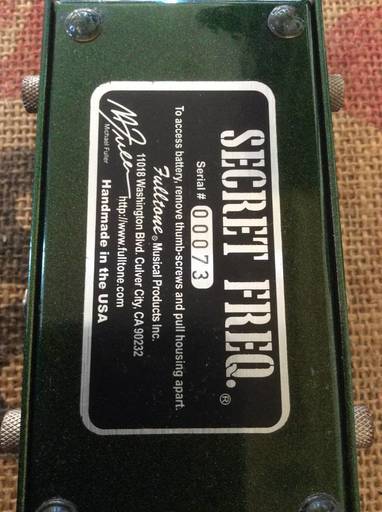 SECRET FREQ.®
Serial # 00073
To access battery, remove thumb-screws and pull housing apart.
Fulltone® Musical Products Inc.
11018 Washington Blvd. Culver City, CA 90232
http://www.fulltone.com
Handmade in the USA
M Fuller
Michael Fuller